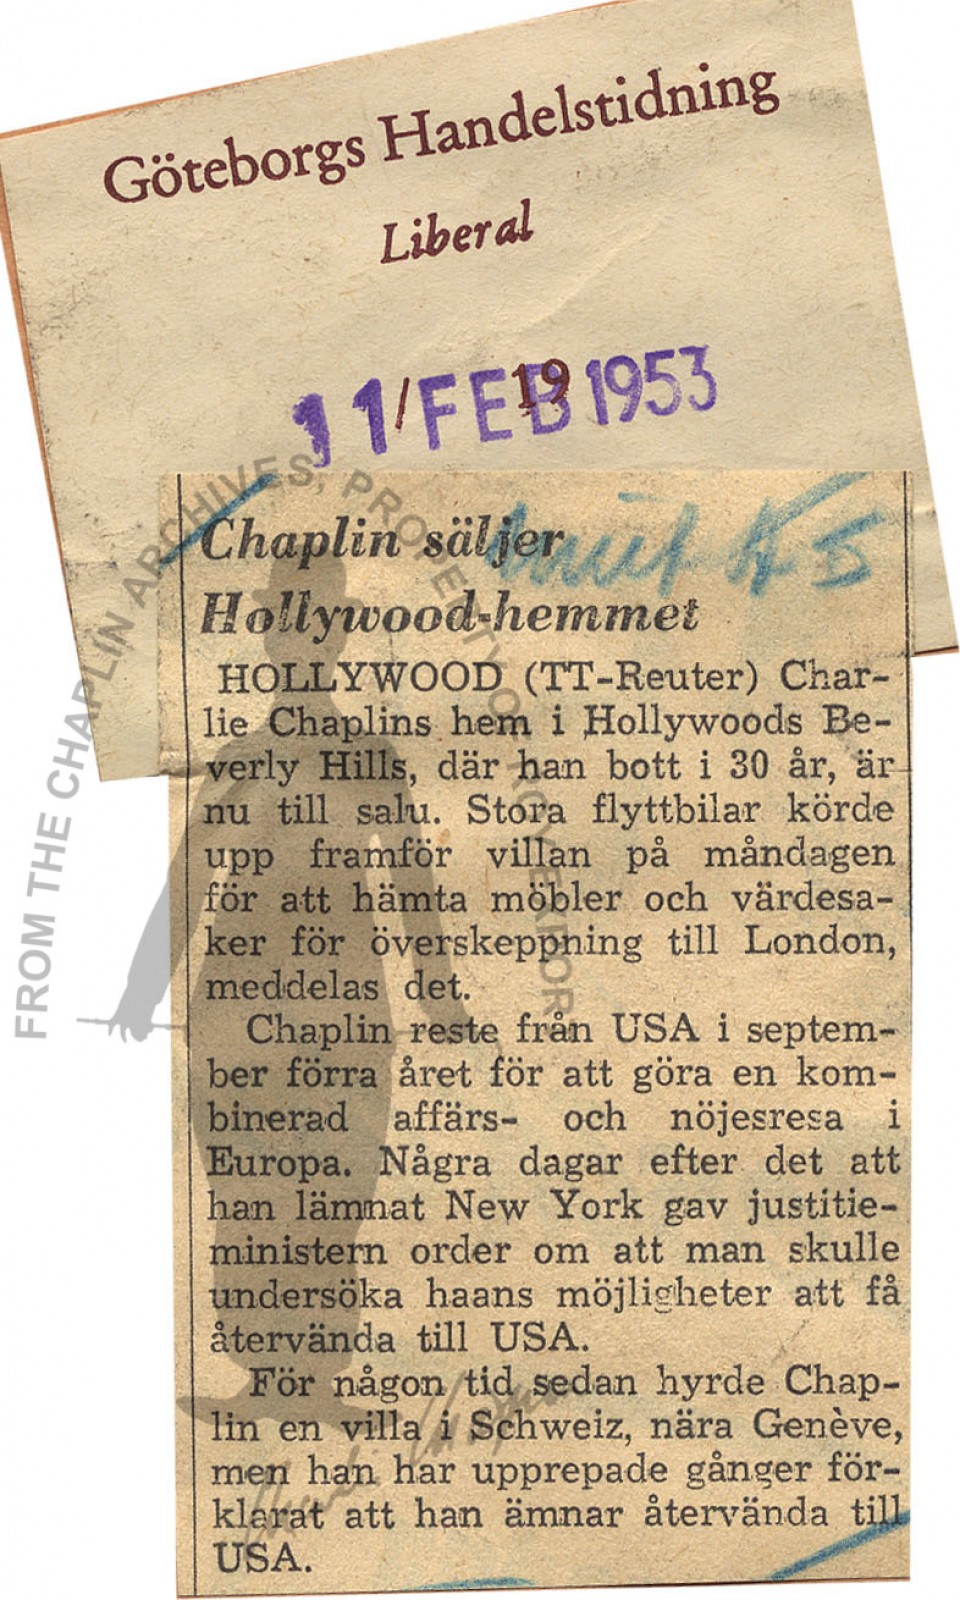 Göteborgs Handelstidning
Liberal
11/FEB 19 1953
FROM THE CHAPLIN ARCHIVES, PROPERTY OF ROY EXPORT
Chaplin säljer
Hollywood-hemmet
HOLLYWOOD (TT-Reuter) Char-
lie Chaplins hem i Hollywoods Be-
verly Hills, där han bott i 30 år, är
nu till salu. Stora flyttbilar körde
upp framför villan på måndagen
för att hämta möbler och värdesa-
ker för överskeppning till London,
meddelas det.
Chaplin reste från USA i septem-
ber förra året för att göra en kom-
binerad affärs- och nöjesresa i
Europa. Några dagar efter det att
han lämnat New York gav justitie-
ministern order om att man skulle
undersöka haans möjligheter att få
återvända till USA.
För någon tid sedan hyrde Chap-
lin en villa i Schweiz, nära Genève,
men han har upprepade gånger för-
klarat att han ämnar återvända till
USA.